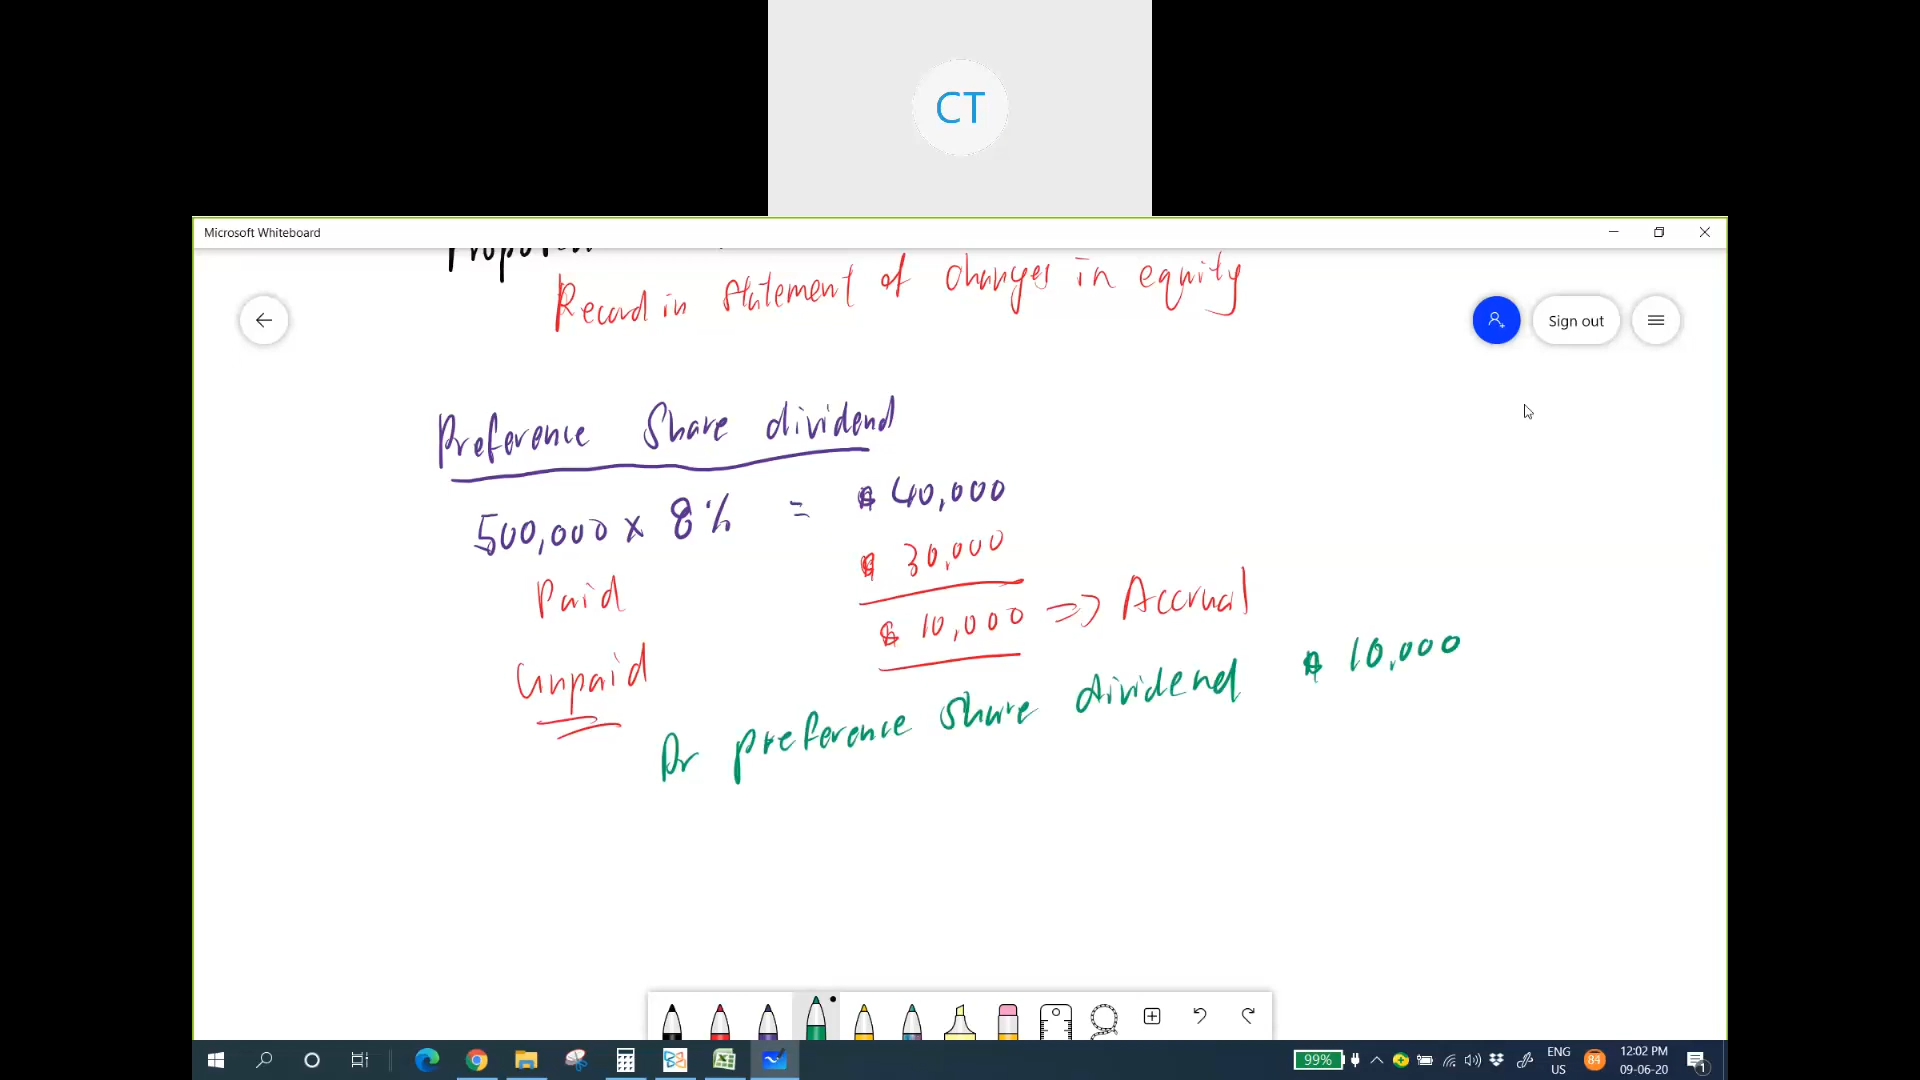 CT
Microsoft Whiteboard
Record in statement of changes in equity
Sign out
Preference Share dividend
500,000 x 8% = $ 40,000
Paid $ 30,000
Unpaid $ 10,000 => Accrual
Dr preference share dividend $ 10,000
99%
ENG
US
84
12:02 PM
09-06-20
1